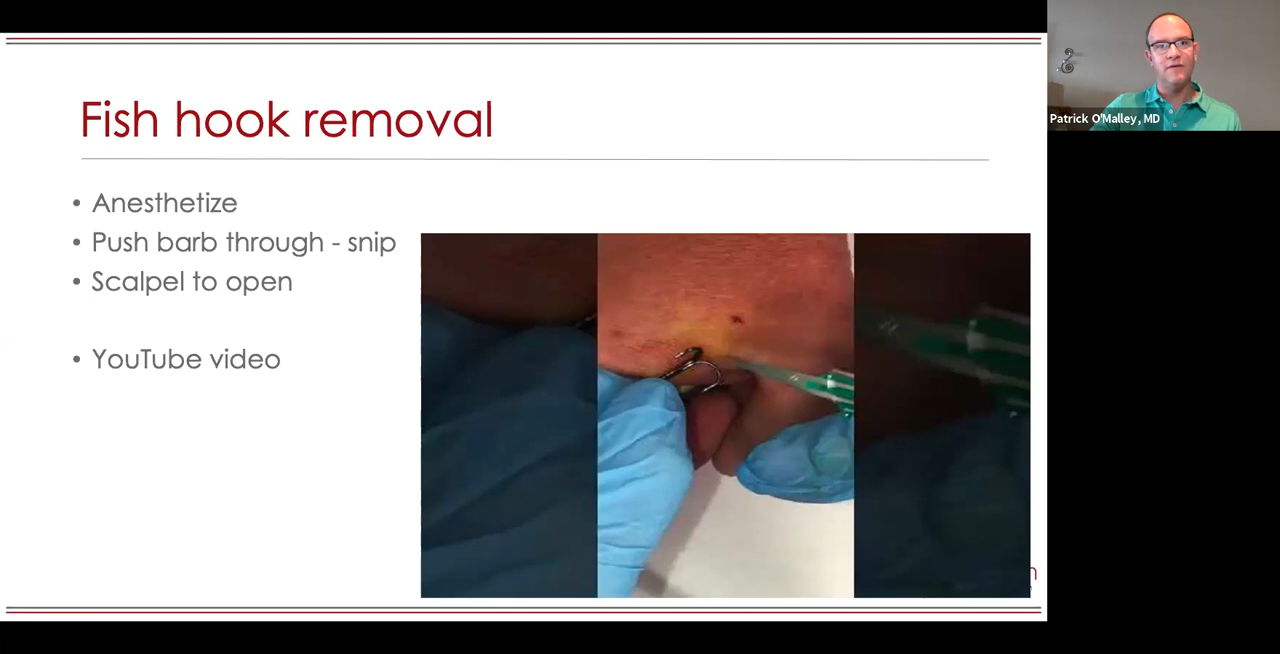 Fish hook removal
• Anesthetize
• Push barb through - snip
• Scalpel to open
• YouTube video
Patrick O'Malley, MD